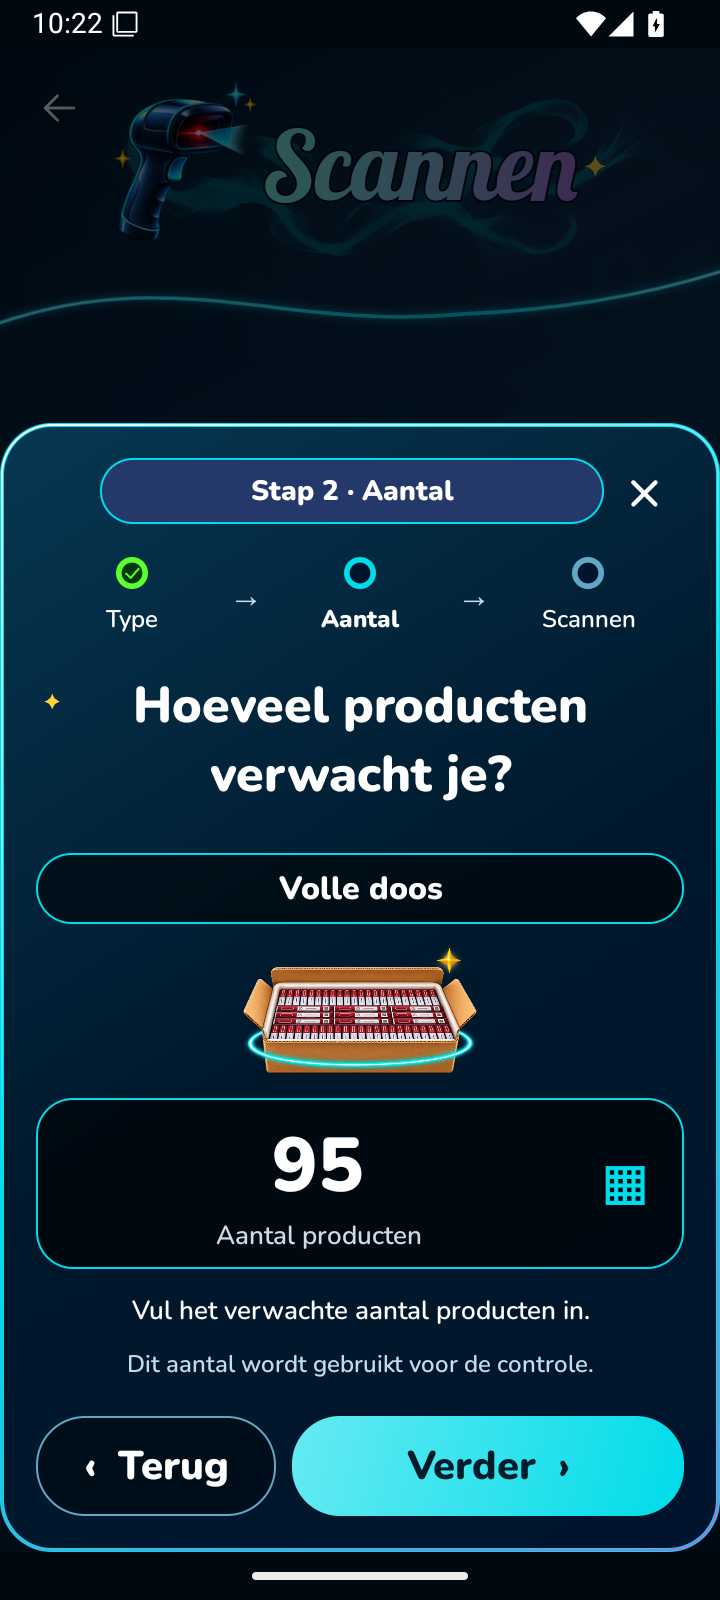 10:22
Scannen
Stap 2 · Aantal
Type → Aantal → Scannen
Hoeveel producten
verwacht je?
Volle doos
95
Aantal producten
Vul het verwachte aantal producten in.
Dit aantal wordt gebruikt voor de controle.
‹ Terug
Verder ›